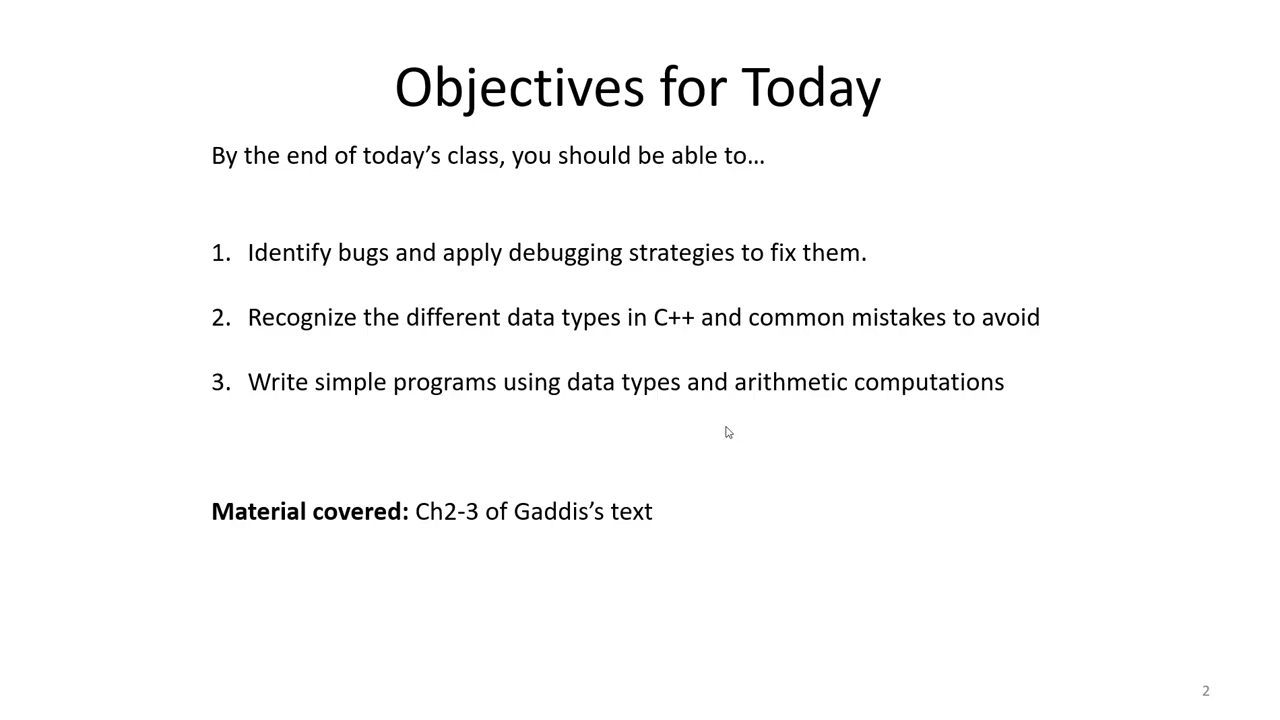 Objectives for Today
By the end of today’s class, you should be able to…
1. Identify bugs and apply debugging strategies to fix them.
2. Recognize the different data types in C++ and common mistakes to avoid
3. Write simple programs using data types and arithmetic computations
Material covered: Ch2-3 of Gaddis’s text
2